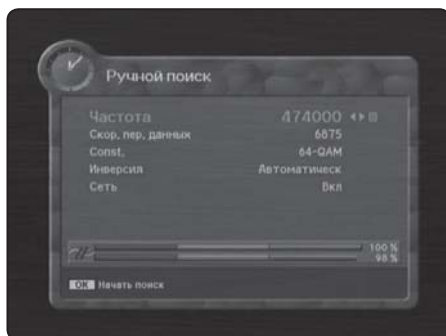 Ручной поиск
Частота 474000
Скор, пер, данных 6875
Const, 64-QAM
Инверсил Автоматическ
Сеть Вкл
100 %
98 %
OK Начать поиск